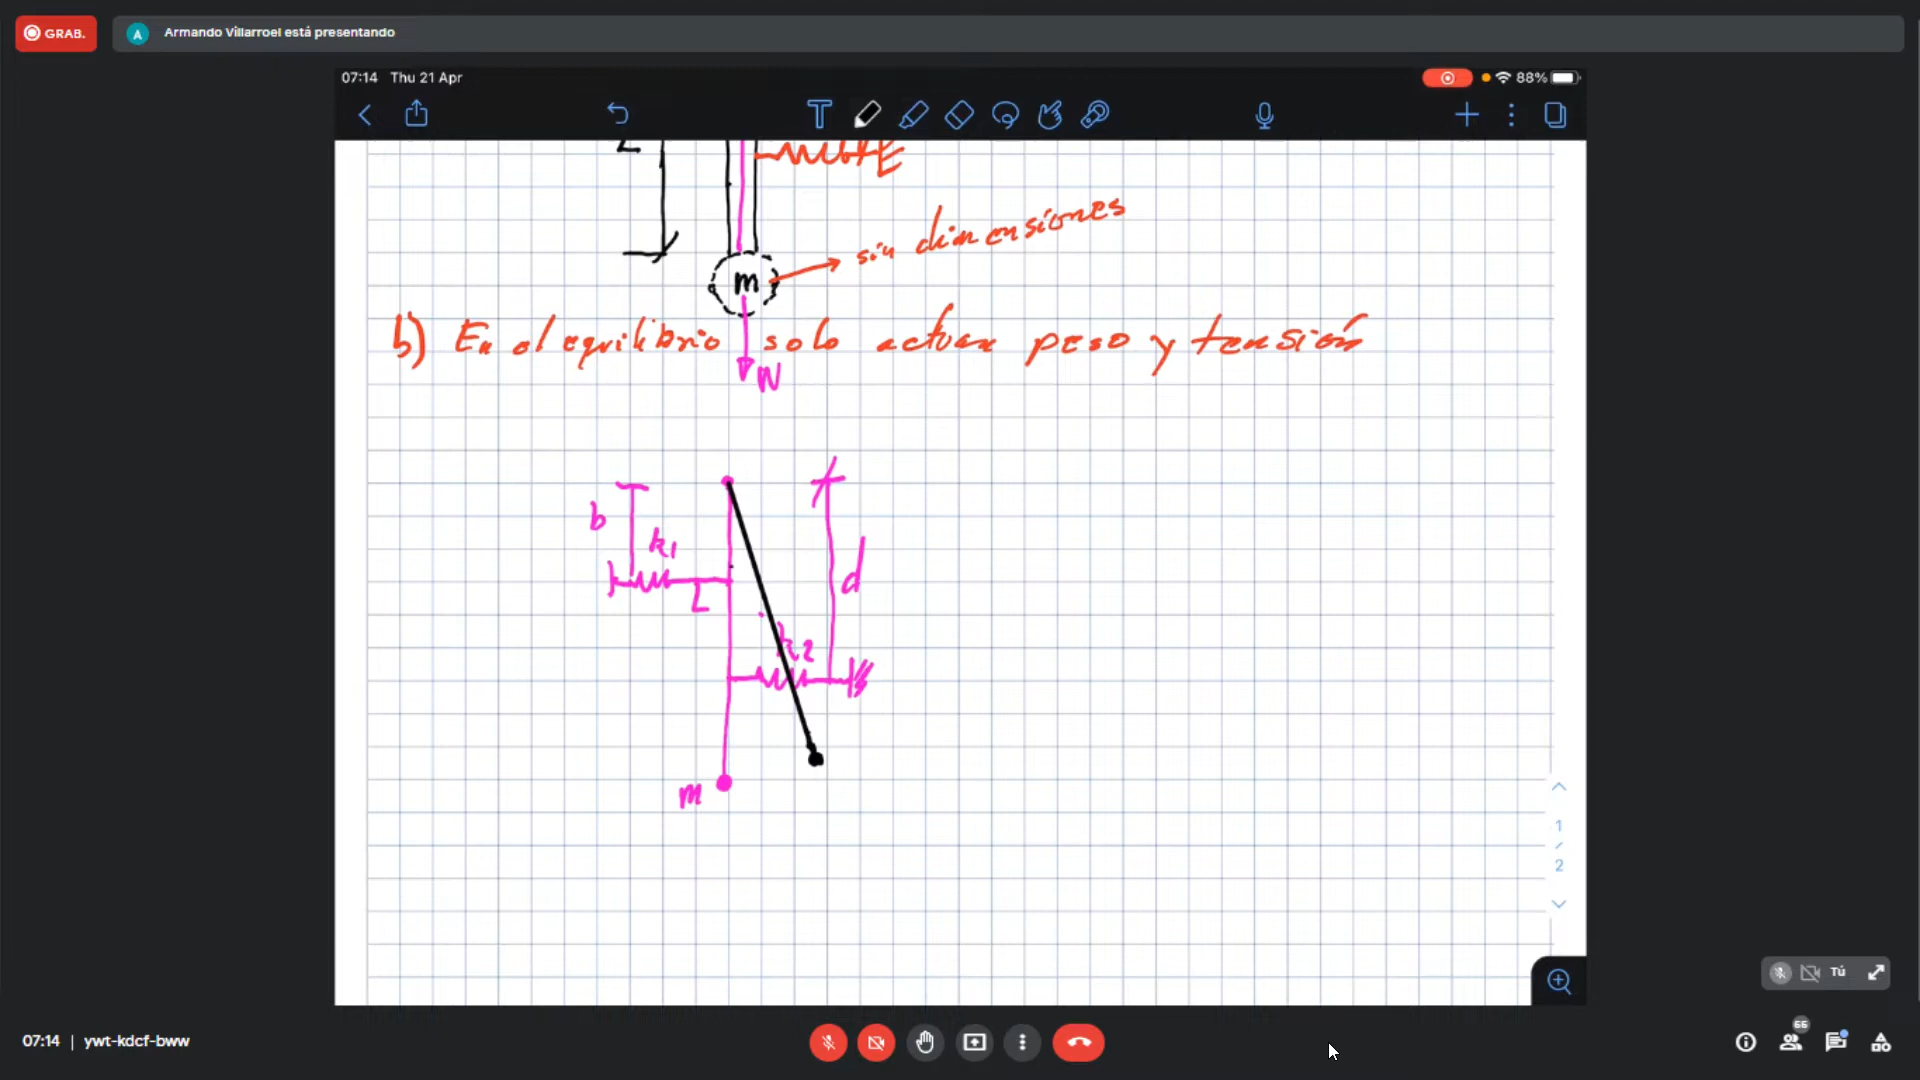 GRAB.
A Armando Villarroel está presentando
07:14 Thu 21 Apr
88%
T
L
sin dimensiones
m
b) En el equilibrio solo actuan peso y tensión
W
b
k1
d
L
k2
m
1
2
Tú
07:14 | ywt-kdcf-bww
66